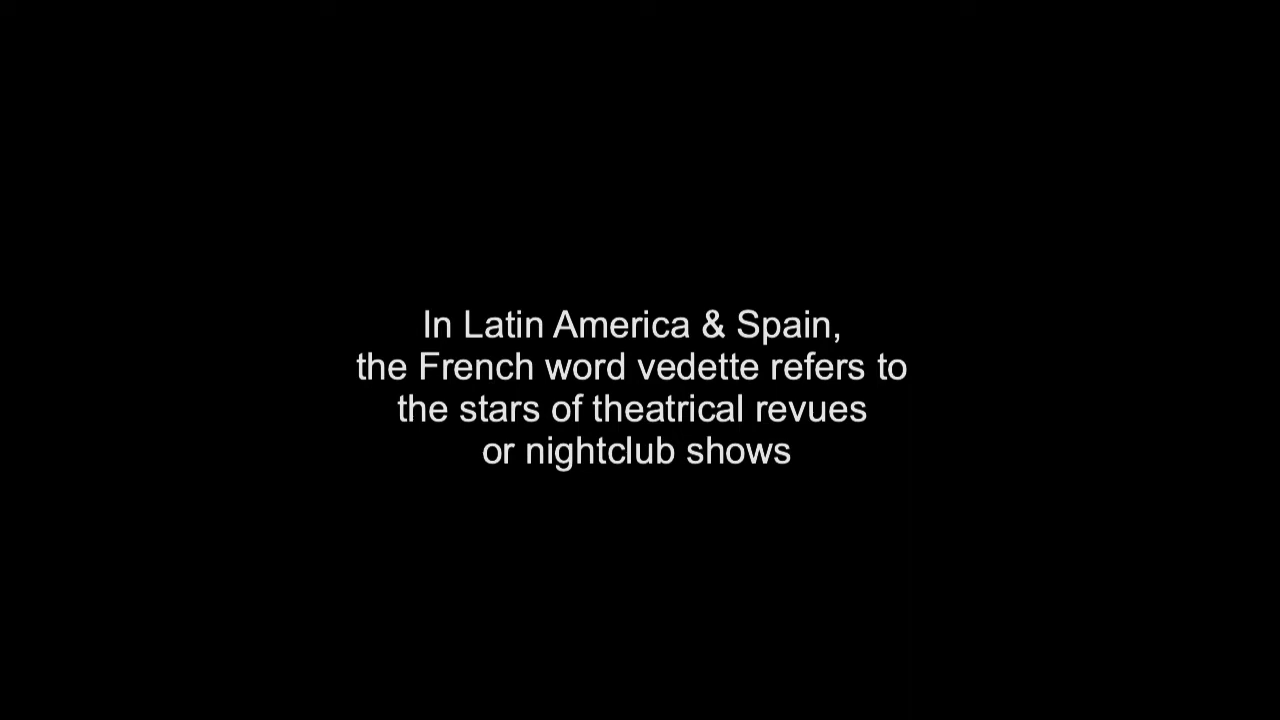 In Latin America & Spain,
the French word vedette refers to
the stars of theatrical revues
or nightclub shows